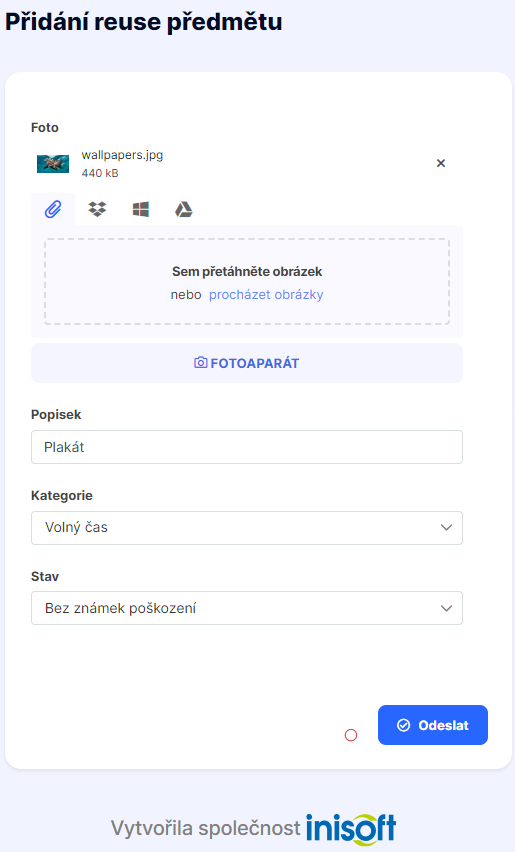 Přidání reuse předmětu
Foto
wallpapers.jpg
440 kB
Sem přetáhněte obrázek
nebo procházet obrázky
FOTOAPARÁT
Popisek
Plakát
Kategorie
Volný čas
Stav
Bez známek poškození
Odeslat
Vytvořila společnost inisoft